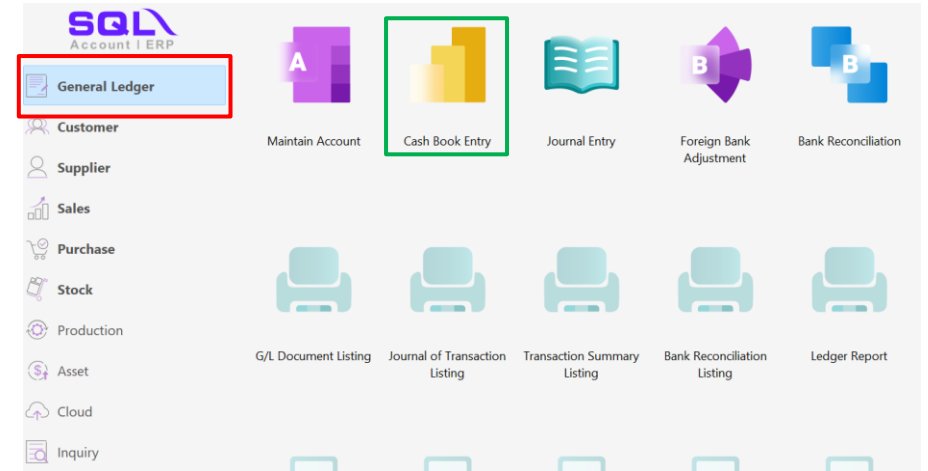 SQL
Account | ERP
General Ledger
Customer
Supplier
Sales
Purchase
Stock
Production
Asset
Cloud
Inquiry
A
B
B
Maintain Account
Cash Book Entry
Journal Entry
Foreign Bank
Adjustment
Bank Reconciliation
G/L Document Listing
Journal of Transaction
Listing
Transaction Summary
Listing
Bank Reconciliation
Listing
Ledger Report